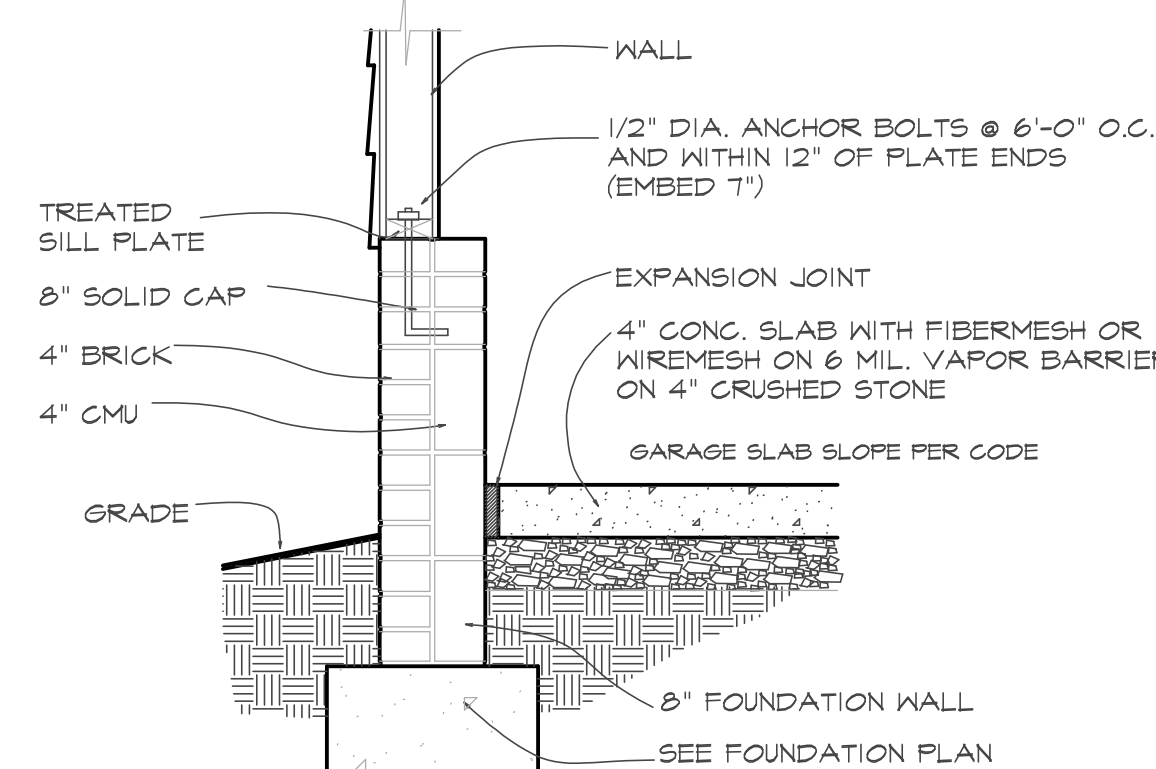 WALL
1/2" DIA. ANCHOR BOLTS @ 6'-0" O.C.
AND WITHIN 12" OF PLATE ENDS
(EMBED 7")
TREATED
SILL PLATE
8" SOLID CAP
4" BRICK
4" CMU
GRADE
EXPANSION JOINT
4" CONC. SLAB WITH FIBERMESH OR
WIREMESH ON 6 MIL. VAPOR BARRIER
ON 4" CRUSHED STONE
GARAGE SLAB SLOPE PER CODE
8" FOUNDATION WALL
SEE FOUNDATION PLAN